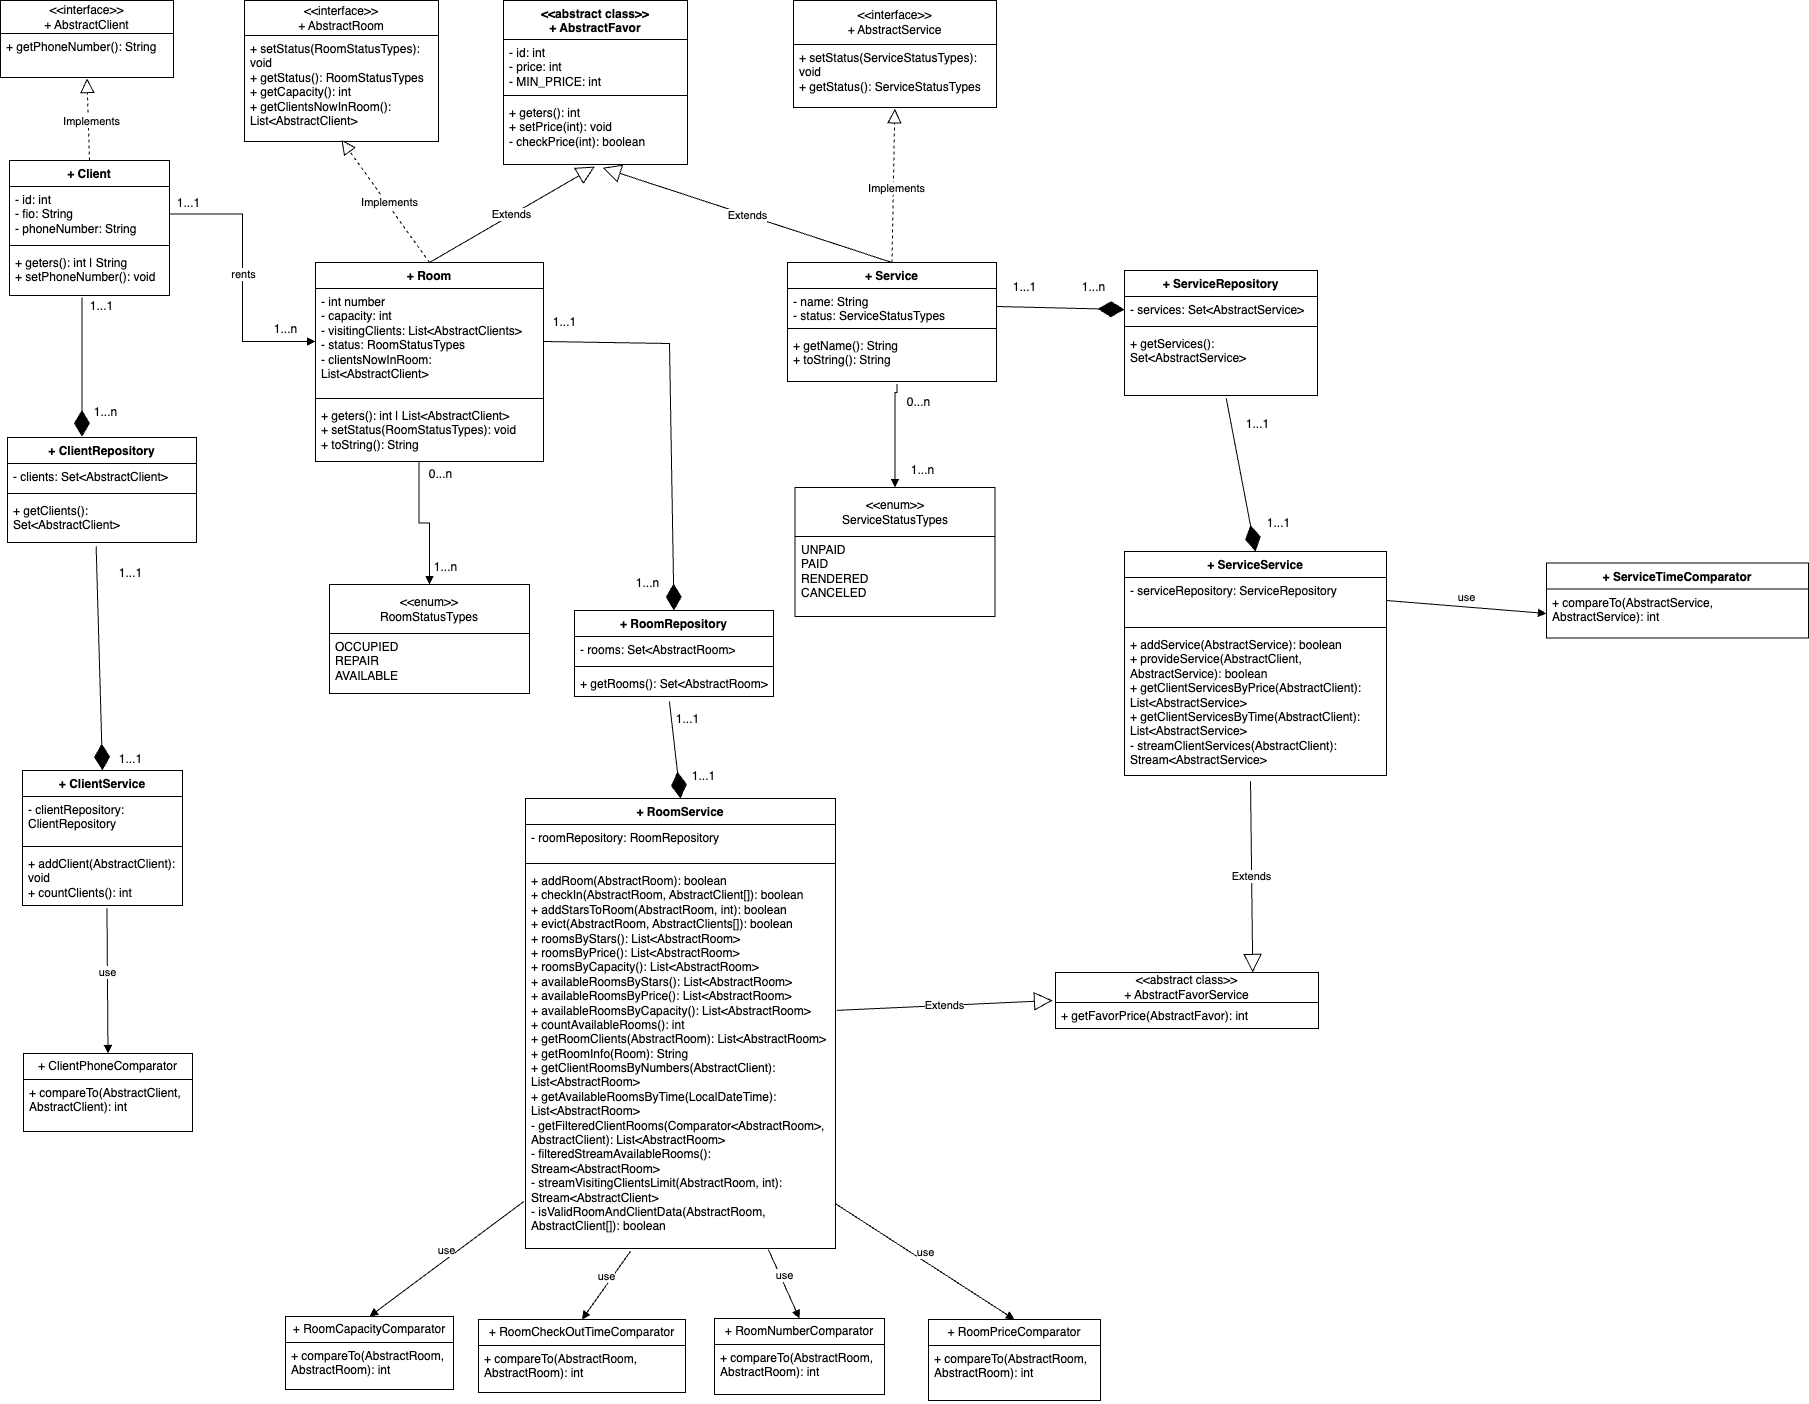 <<interface>>
+ AbstractClient
+ getPhoneNumber(): String
<<interface>>
+ AbstractRoom
+ setStatus(RoomStatusTypes):
void
+ getStatus(): RoomStatusTypes
+ getCapacity(): int
+ getClientsNowInRoom():
List<AbstractClient>
<<abstract class>>
+ AbstractFavor
- id: int
- price: int
- MIN_PRICE: int
+ geters(): int
+ setPrice(int): void
- checkPrice(int): boolean
<<interface>>
+ AbstractService
+ setStatus(ServiceStatusTypes):
void
+ getStatus(): ServiceStatusTypes
Implements
Implements
Extends
Extends
Implements
+ Client
- id: int
- fio: String
- phoneNumber: String
+ geters(): int | String
+ setPhoneNumber(): void
1...1
rents
1...n
1...1
1...n
+ Room
- int number
- capacity: int
- visitingClients: List<AbstractClients>
- status: RoomStatusTypes
- clientsNowInRoom:
List<AbstractClient>
+ geters(): int | List<AbstractClient>
+ setStatus(RoomStatusTypes): void
+ toString(): String
1...1
0...n
1...n
+ Service
- name: String
- status: ServiceStatusTypes
+ getName(): String
+ toString(): String
1...1
1...n
0...n
1...n
+ ServiceRepository
- services: Set<AbstractService>
+ getServices():
Set<AbstractService>
1...1
1...1
+ ClientRepository
- clients: Set<AbstractClient>
+ getClients():
Set<AbstractClient>
1...1
1...1
<<enum>>
RoomStatusTypes
OCCUPIED
REPAIR
AVAILABLE
<<enum>>
ServiceStatusTypes
UNPAID
PAID
RENDERED
CANCELED
1...n
+ RoomRepository
- rooms: Set<AbstractRoom>
+ getRooms(): Set<AbstractRoom>
1...1
1...1
+ ServiceService
- serviceRepository: ServiceRepository
+ addService(AbstractService): boolean
+ provideService(AbstractClient,
AbstractService): boolean
+ getClientServicesByPrice(AbstractClient):
List<AbstractService>
+ getClientServicesByTime(AbstractClient):
List<AbstractService>
- streamClientServices(AbstractClient):
Stream<AbstractService>
use
+ ServiceTimeComparator
+ compareTo(AbstractService,
AbstractService): int
+ ClientService
- clientRepository:
ClientRepository
+ addClient(AbstractClient):
void
+ countClients(): int
use
+ ClientPhoneComparator
+ compareTo(AbstractClient,
AbstractClient): int
+ RoomService
- roomRepository: RoomRepository
+ addRoom(AbstractRoom): boolean
+ checkIn(AbstractRoom, AbstractClient[]): boolean
+ addStarsToRoom(AbstractRoom, int): boolean
+ evict(AbstractRoom, AbstractClients[]): boolean
+ roomsByStars(): List<AbstractRoom>
+ roomsByPrice(): List<AbstractRoom>
+ roomsByCapacity(): List<AbstractRoom>
+ availableRoomsByStars(): List<AbstractRoom>
+ availableRoomsByPrice(): List<AbstractRoom>
+ availableRoomsByCapacity(): List<AbstractRoom>
+ countAvailableRooms(): int
+ getRoomClients(AbstractRoom): List<AbstractRoom>
+ getRoomInfo(Room): String
+ getClientRoomsByNumbers(AbstractClient):
List<AbstractRoom>
+ getAvailableRoomsByTime(LocalDateTime):
List<AbstractRoom>
- getFilteredClientRooms(Comparator<AbstractRoom>,
AbstractClient): List<AbstractRoom>
- filteredStreamAvailableRooms():
Stream<AbstractRoom>
- streamVisitingClientsLimit(AbstractRoom, int):
Stream<AbstractClient>
- isValidRoomAndClientData(AbstractRoom,
AbstractClient[]): boolean
Extends
Extends
<<abstract class>>
+ AbstractFavorService
+ getFavorPrice(AbstractFavor): int
use
use
use
use
+ RoomCapacityComparator
+ compareTo(AbstractRoom,
AbstractRoom): int
+ RoomCheckOutTimeComparator
+ compareTo(AbstractRoom,
AbstractRoom): int
+ RoomNumberComparator
+ compareTo(AbstractRoom,
AbstractRoom): int
+ RoomPriceComparator
+ compareTo(AbstractRoom,
AbstractRoom): int